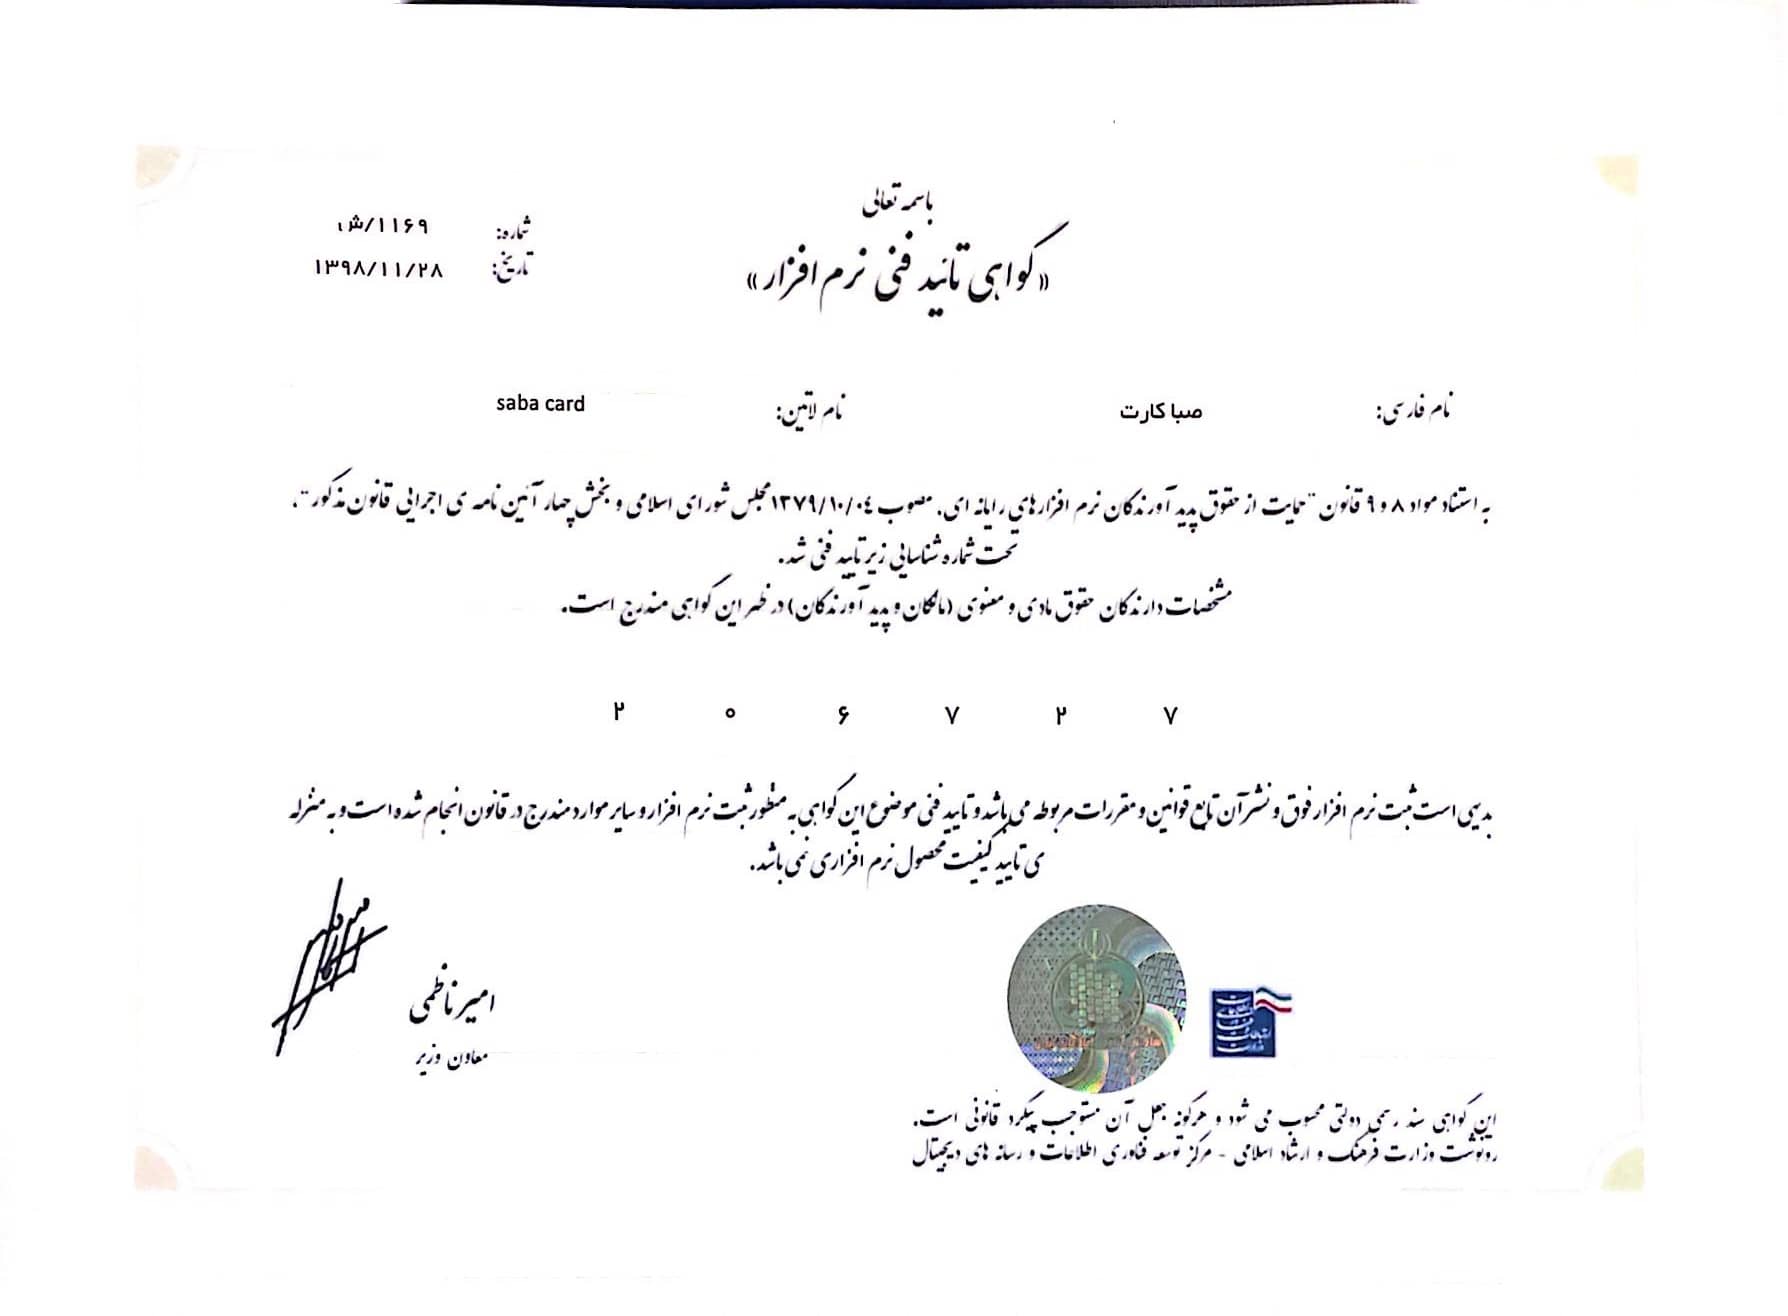 باسمه تعالی
«گواهی تائید فنی نرم افزار»
شماره: ۱۱۶۹/ش
تاریخ: ۱۳۹۸/۱۱/۲۸
نام فارسی: صبا کارت نام لاتین: saba card
به استناد مواد ۸ و ۹ قانون "حمایت از حقوق پدید آورندگان نرم افزارهای رایانه ای، مصوب ۱۳۷۹/۱۰/۰٤ مجلس شورای اسلامی و بخش چهار آئین نامه ی اجرایی قانون مذکور"،
تحت شماره شناسایی زیر تایید فنی شد.
مشخصات دارندگان حقوق مادی و معنوی (مالکان و پدید آورندگان) در ظهر این گواهی مندرج است.
۲ ۰ ۶ ۷ ۲ ۷
بدیهی است ثبت نرم افزار فوق و نشر آن تابع قوانین و مقررات مربوطه می باشد و تایید فنی موضوع این گواهی به منظور ثبت نرم افزار و سایر موارد مندرج در قانون انجام شده است و به منزله
ی تایید کیفیت محصول نرم افزاری نمی باشد.
امیر ناظمی
معاون وزیر
این گواهی سند رسمی دولتی محسوب می شود و هرگونه جعل آن مستوجب پیگرد قانونی است.
رونوشت وزارت فرهنگ و ارشاد اسلامی - مرکز توسعه فناوری اطلاعات و رسانه های دیجیتال